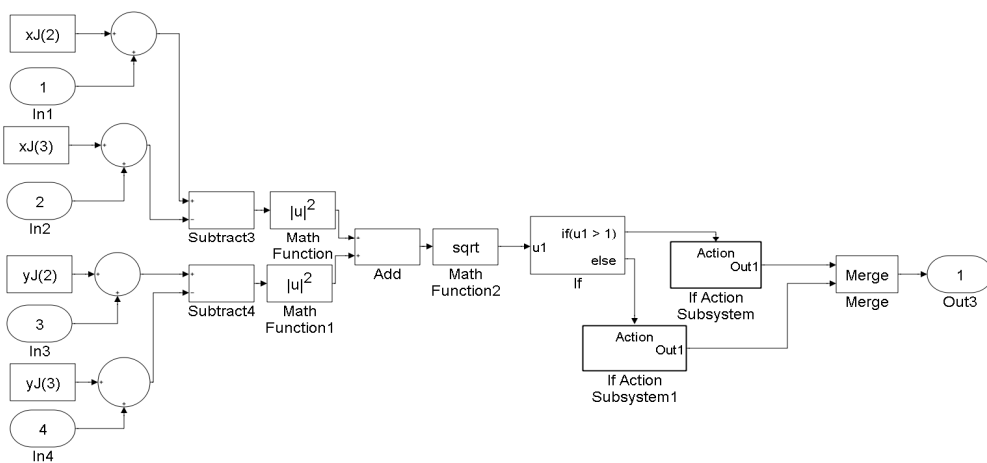 xJ(2)
+
+
1
In1
xJ(3)
+
+
2
In2
+
−
Subtract3
|u|²
Math
Function
yJ(2)
+
+
3
In3
+
−
Subtract4
|u|²
Math
Function1
yJ(3)
+
+
4
In4
+
+
Add
sqrt
Math
Function2
u1
if(u1 > 1)
else
If
Action
Out1
If Action
Subsystem
Action
Out1
If Action
Subsystem1
Merge
Merge
1
Out3